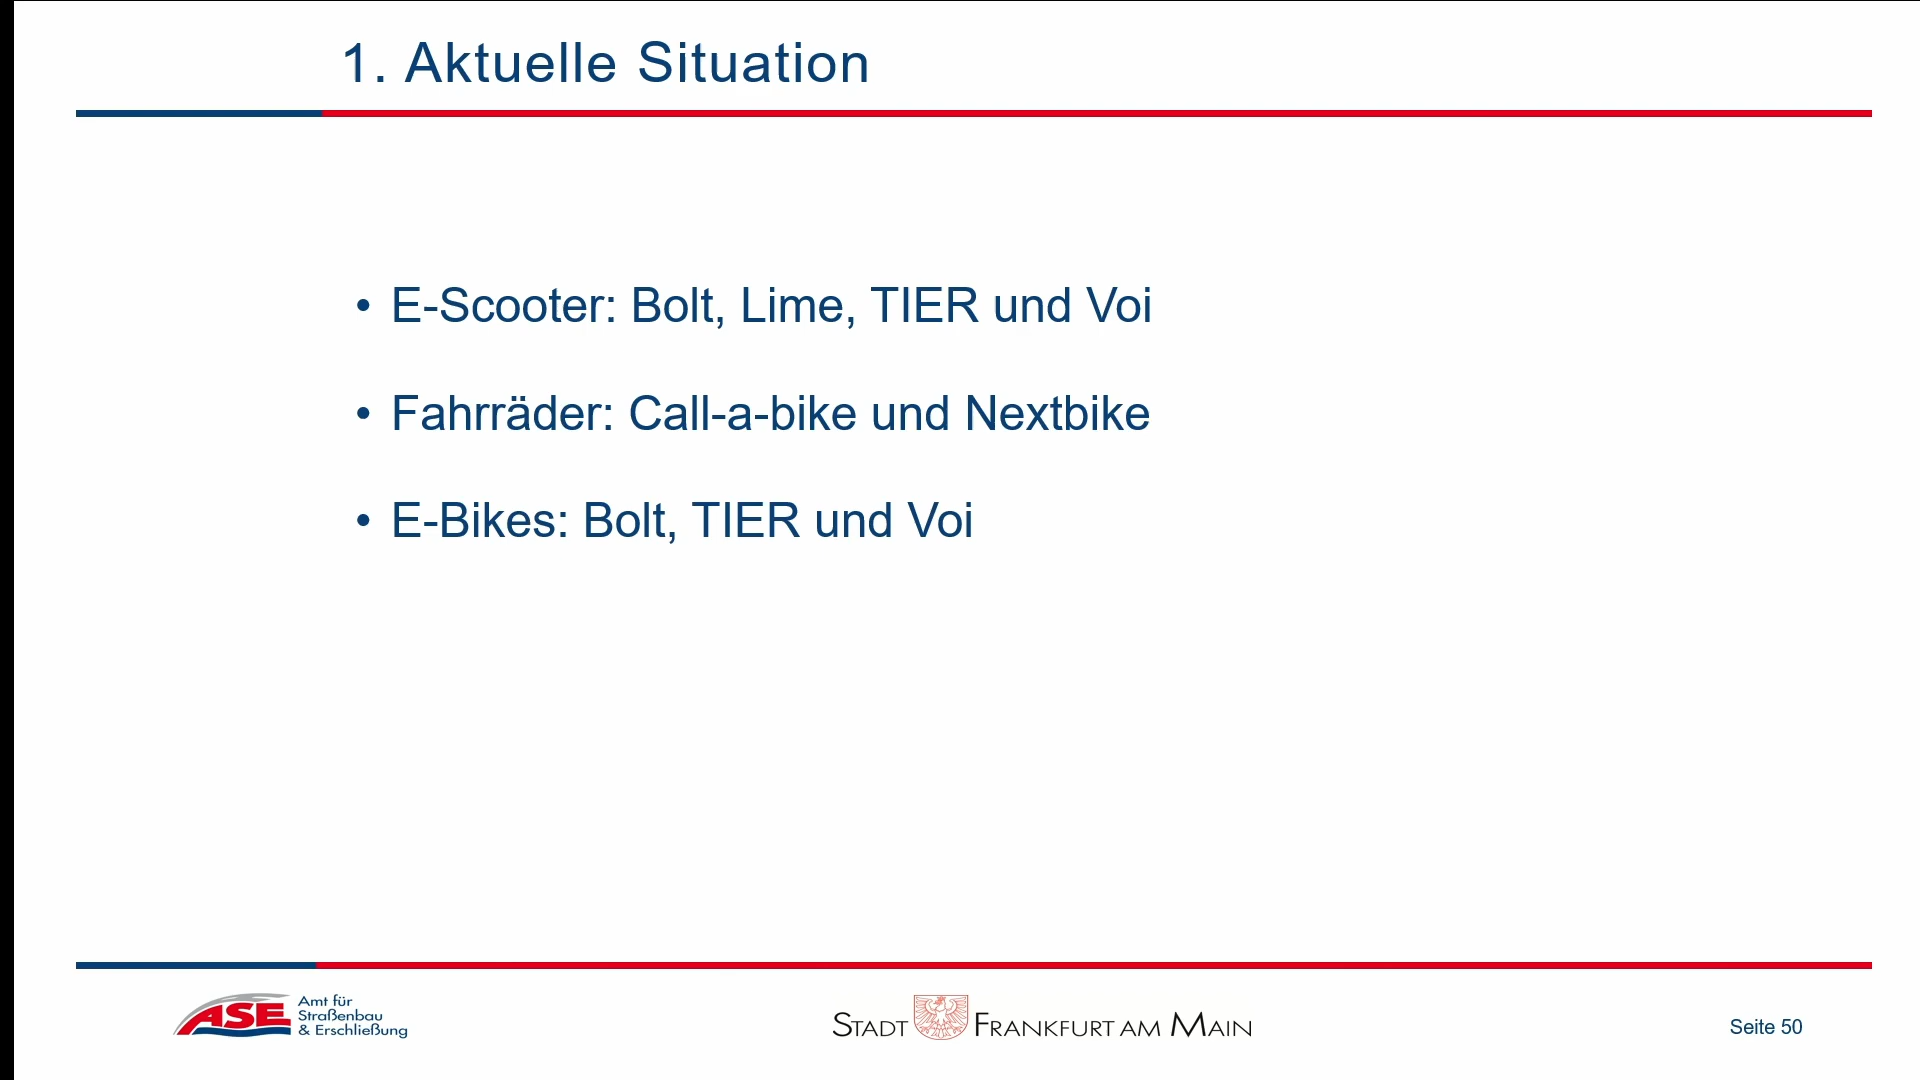 1. Aktuelle Situation
• E-Scooter: Bolt, Lime, TIER und Voi
• Fahrräder: Call-a-bike und Nextbike
• E-Bikes: Bolt, TIER und Voi
ASE
Amt für
Straßenbau
& Erschließung
STADT FRANKFURT AM MAIN
Seite 50